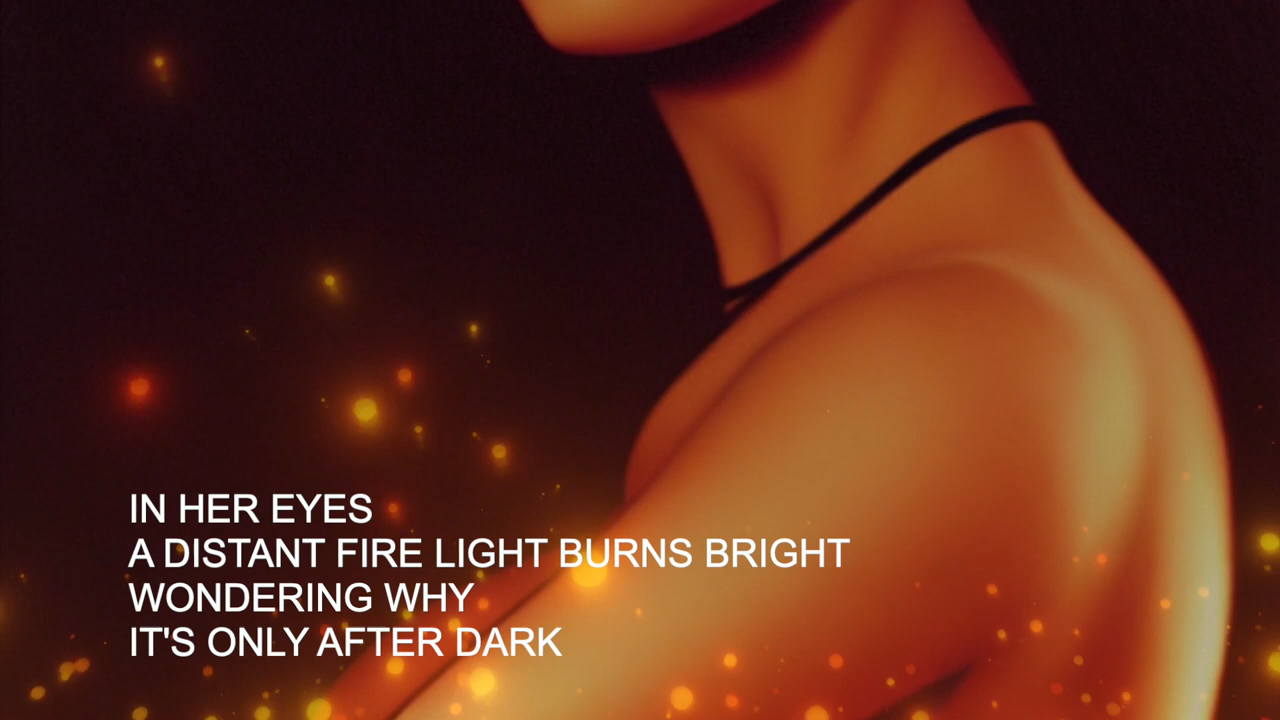 IN HER EYES
A DISTANT FIRE LIGHT BURNS BRIGHT
WONDERING WHY
IT'S ONLY AFTER DARK